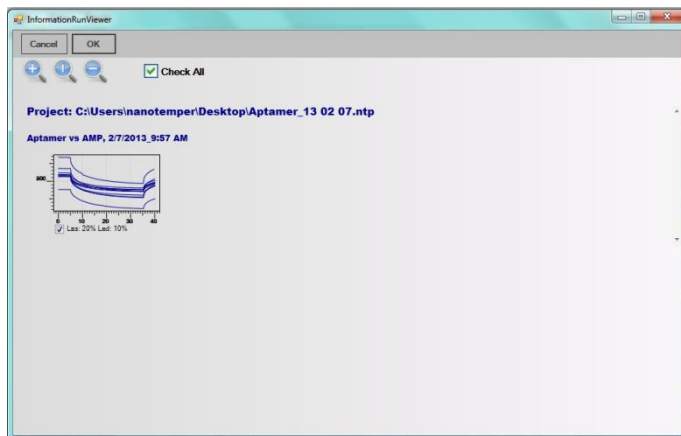 InformationRunViewer
Cancel OK
Check All
Project: C:\Users\nanotemper\Desktop\Aptamer_13 02 07.ntp
Aptamer vs AMP, 2/7/2013_9:57 AM
0 10 20 30 40
Las: 20% Led: 10%